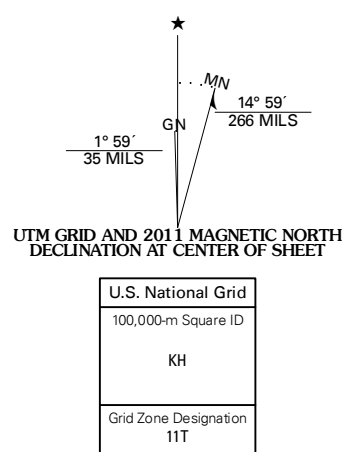 ★
MN
GN
1° 59´
35 MILS
14° 59´
266 MILS
UTM GRID AND 2011 MAGNETIC NORTH
DECLINATION AT CENTER OF SHEET
U.S. National Grid
100,000-m Square ID
KH
Grid Zone Designation
11T